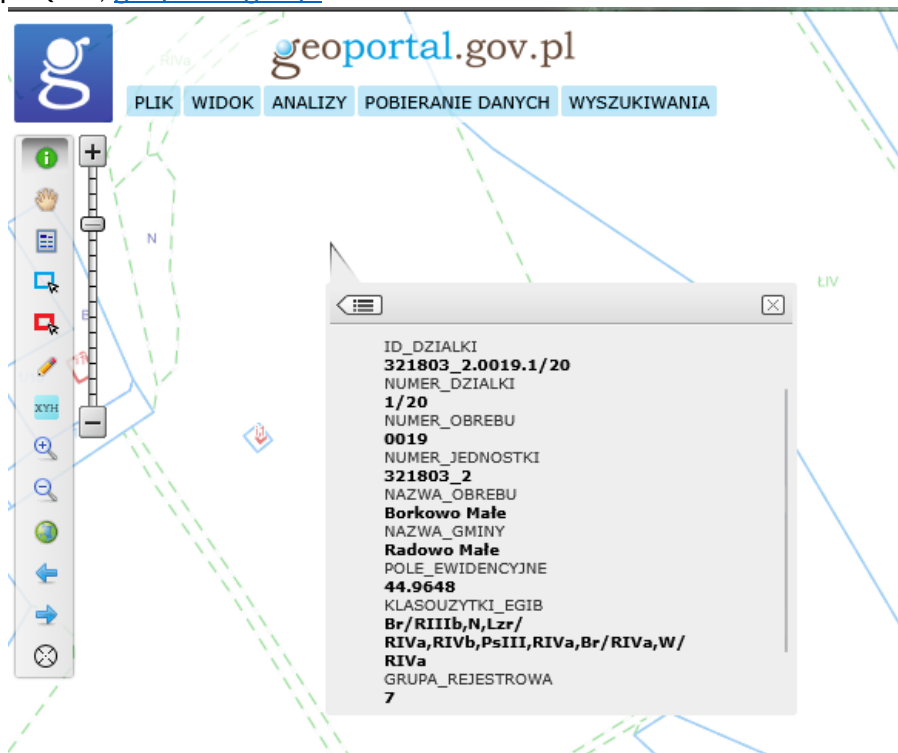 geoportal.gov.pl
PLIK WIDOK ANALIZY POBIERANIE DANYCH WYSZUKIWANIA
RIVa
N
B
XYH
ŁIV
ID_DZIALKI
321803_2.0019.1/20
NUMER_DZIALKI
1/20
NUMER_OBREBU
0019
NUMER_JEDNOSTKI
321803_2
NAZWA_OBREBU
Borkowo Małe
NAZWA_GMINY
Radowo Małe
POLE_EWIDENCYJNE
44.9648
KLASOUZYTKI_EGIB
Br/RIIIb,N,Lzr/
RIVa,RIVb,PsIII,RIVa,Br/RIVa,W/
RIVa
GRUPA_REJESTROWA
7